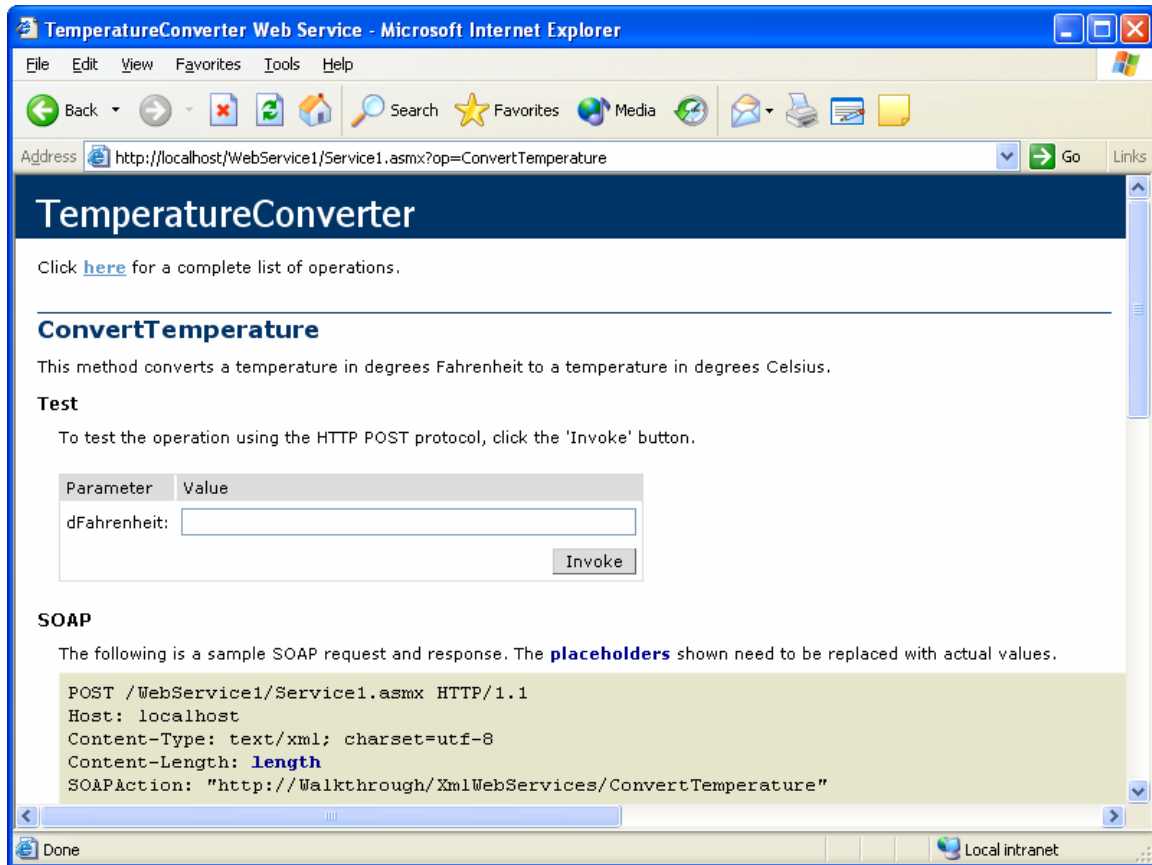 TemperatureConverter Web Service - Microsoft Internet Explorer
File Edit View Favorites Tools Help
Back Search Favorites Media
Address http://localhost/WebService1/Service1.asmx?op=ConvertTemperature Go Links
TemperatureConverter
Click here for a complete list of operations.
ConvertTemperature
This method converts a temperature in degrees Fahrenheit to a temperature in degrees Celsius.
Test
To test the operation using the HTTP POST protocol, click the 'Invoke' button.
Parameter Value
dFahrenheit:
Invoke
SOAP
The following is a sample SOAP request and response. The placeholders shown need to be replaced with actual values.
POST /WebService1/Service1.asmx HTTP/1.1
Host: localhost
Content-Type: text/xml; charset=utf-8
Content-Length: length
SOAPAction: "http://Walkthrough/XmlWebServices/ConvertTemperature"
Done Local intranet